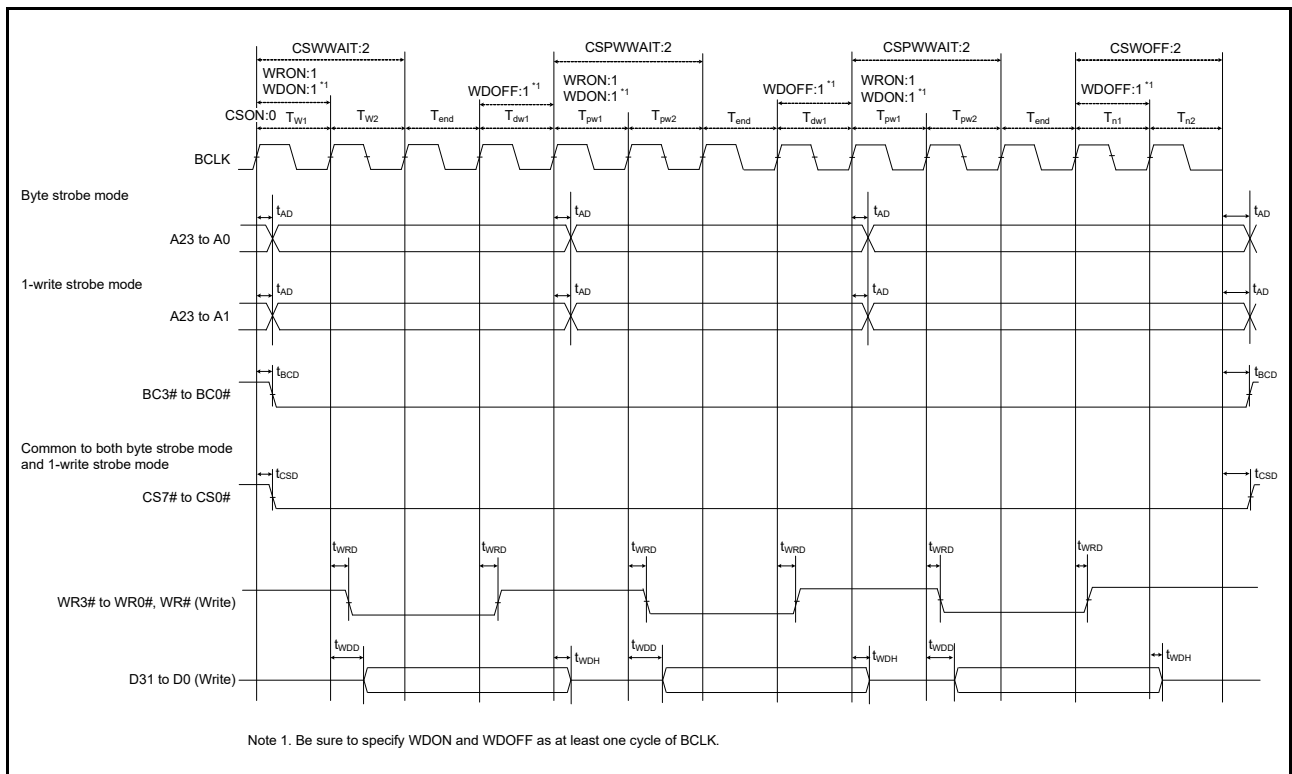 CSWWAIT:2 CSPWWAIT:2 CSPWWAIT:2 CSWOFF:2
WRON:1 WRON:1 WRON:1
WDON:1 *1 WDOFF:1 *1 WDON:1 *1 WDOFF:1 *1 WDON:1 *1 WDOFF:1 *1
CSON:0 TW1 TW2 Tend Tdw1 Tpw1 Tpw2 Tend Tdw1 Tpw1 Tpw2 Tend Tn1 Tn2
BCLK
Byte strobe mode
tAD tAD tAD tAD
A23 to A0
1-write strobe mode
tAD tAD tAD tAD
A23 to A1
tBCD tBCD
BC3# to BC0#
Common to both byte strobe mode
and 1-write strobe mode
tCSD tCSD
CS7# to CS0#
tWRD tWRD tWRD tWRD tWRD tWRD
WR3# to WR0#, WR# (Write)
tWDD tWDH tWDD tWDH tWDD tWDH
D31 to D0 (Write)
Note 1. Be sure to specify WDON and WDOFF as at least one cycle of BCLK.